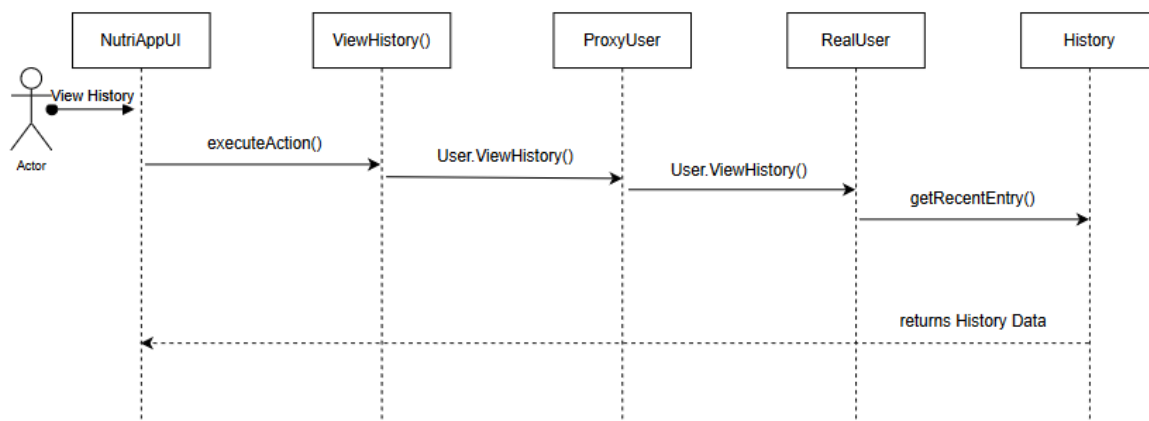 NutriAppUI
ViewHistory()
ProxyUser
RealUser
History
View History
Actor
executeAction()
User.ViewHistory()
User.ViewHistory()
getRecentEntry()
returns History Data